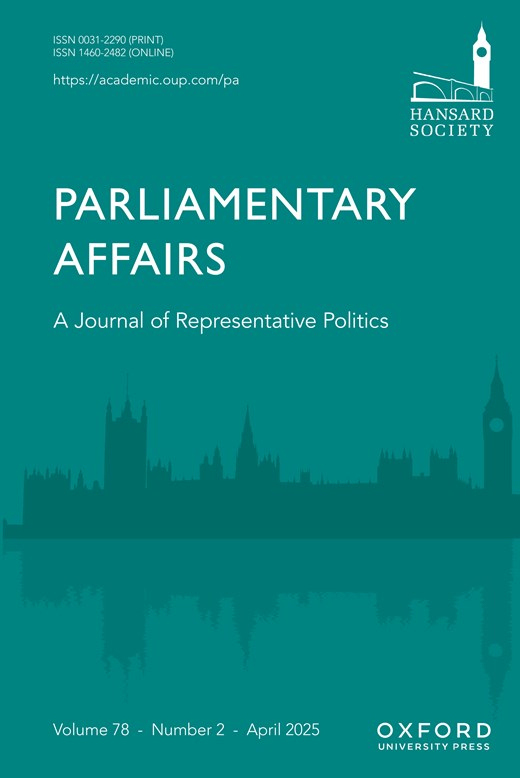 ISSN 0031-2290 (PRINT)
ISSN 1460-2482 (ONLINE)
https://academic.oup.com/pa
HANSARD
SOCIETY
PARLIAMENTARY
AFFAIRS
A Journal of Representative Politics
Volume 78 - Number 2 - April 2025
OXFORD
UNIVERSITY PRESS